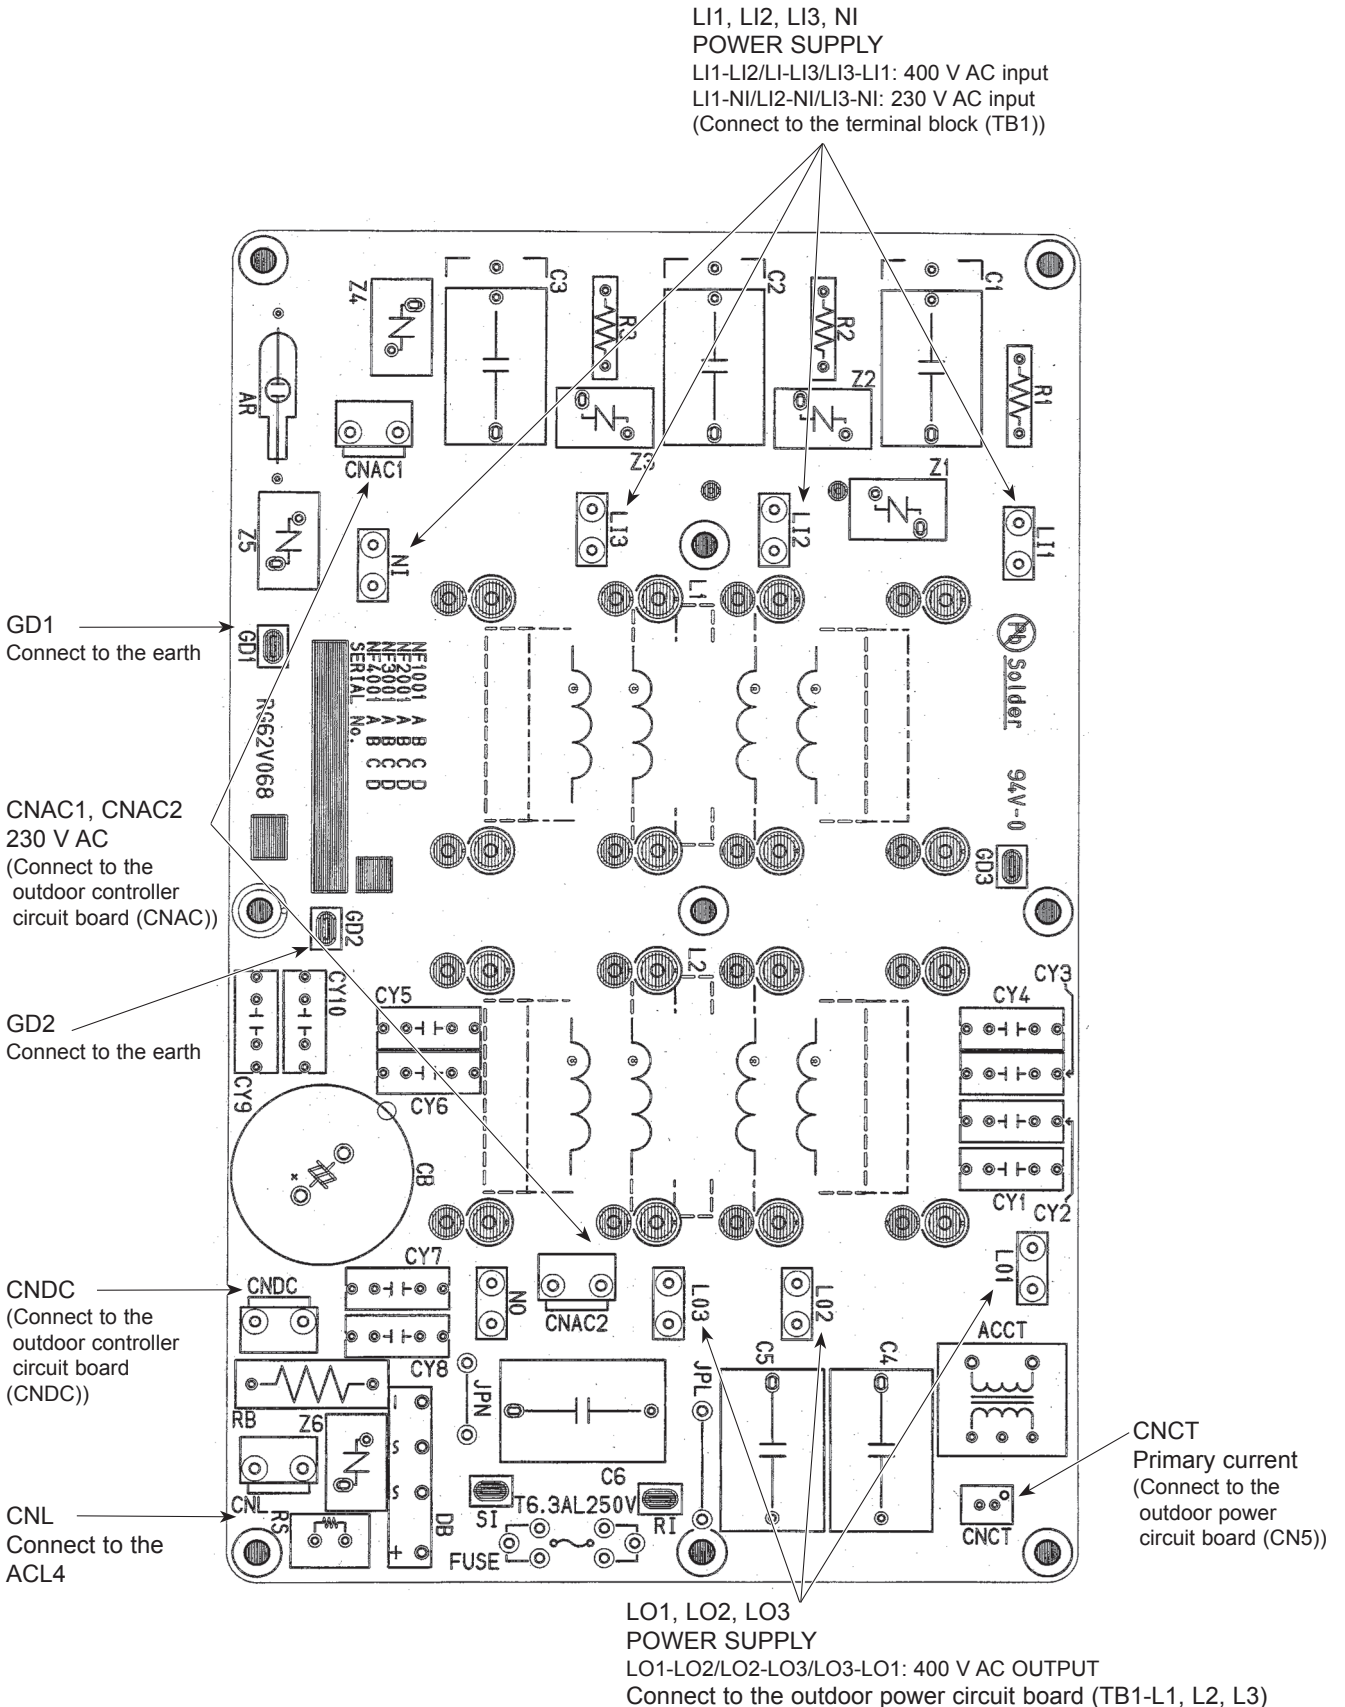 LI1, LI2, LI3, NI
POWER SUPPLY
LI1-LI2/LI-LI3/LI3-LI1: 400 V AC input
LI1-NI/LI2-NI/LI3-NI: 230 V AC input
(Connect to the terminal block (TB1))
Z4
C3
R3
C2
R2
C1
R1
AR
CNAC1
Z3
Z2
Z1
Z5
NI
LI3
LI2
LI1
L1
GD1
Connect to the earth
GD1
NF1001 A B C D
NF2001 A B C D
NF3001 A B C D
NF4001 A B C D
SERIAL No.
RG62V068
Pb
Solder
94V-0
GD3
CNAC1, CNAC2
230 V AC
(Connect to the
outdoor controller
circuit board (CNAC))
GD2
L2
GD2
Connect to the earth
CY9
CY10
CY5
CY6
CY4
CY3
CY1
CY2
CB
CNDC
(Connect to the
outdoor controller
circuit board
(CNDC))
CNDC
CY7
CY8
NO
CNAC2
LO3
LO2
LO1
ACCT
RB
Z6
JPN
C6
JPL
C5
C4
CNCT
Primary current
(Connect to the
outdoor power
circuit board (CN5))
CNCT
CNL
Connect to the
ACL4
CNL
RS
- S S +
DB
SI
T6.3AL250V
RI
FUSE
LO1, LO2, LO3
POWER SUPPLY
LO1-LO2/LO2-LO3/LO3-LO1: 400 V AC OUTPUT
Connect to the outdoor power circuit board (TB1-L1, L2, L3)